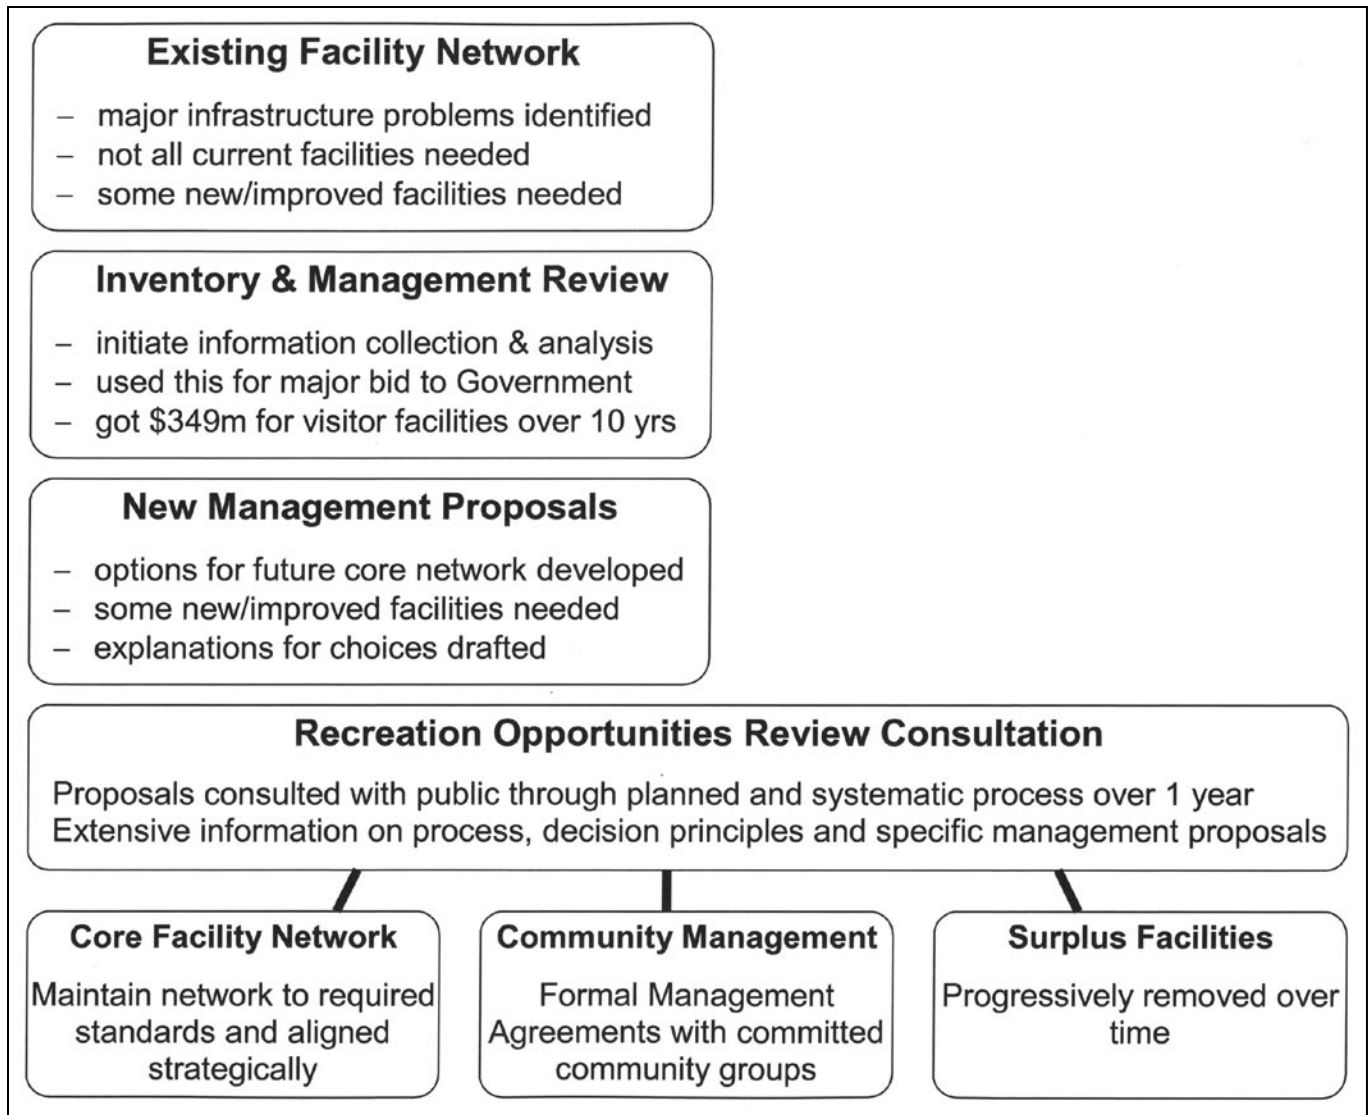 Existing Facility Network
– major infrastructure problems identified
– not all current facilities needed
– some new/improved facilities needed
Inventory & Management Review
– initiate information collection & analysis
– used this for major bid to Government
– got $349m for visitor facilities over 10 yrs
New Management Proposals
– options for future core network developed
– some new/improved facilities needed
– explanations for choices drafted
Recreation Opportunities Review Consultation
Proposals consulted with public through planned and systematic process over 1 year
Extensive information on process, decision principles and specific management proposals
Core Facility Network
Maintain network to required
standards and aligned
strategically
Community Management
Formal Management
Agreements with committed
community groups
Surplus Facilities
Progressively removed over
time